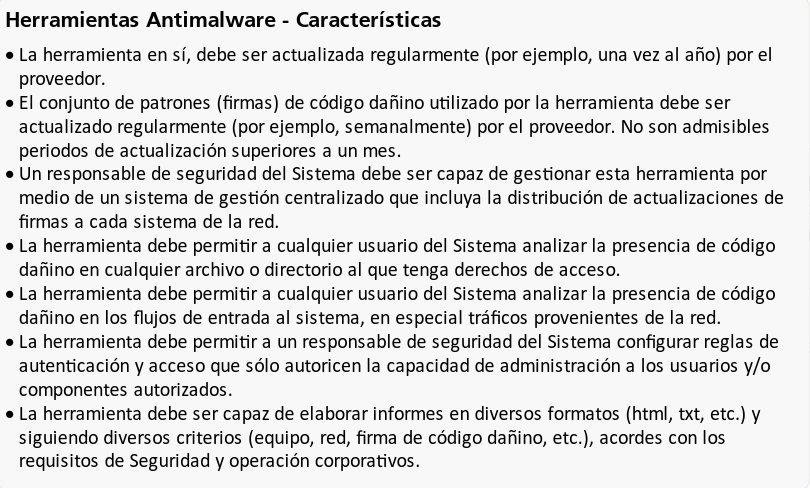 Herramientas Antimalware - Características
• La herramienta en sí, debe ser actualizada regularmente (por ejemplo, una vez al año) por el
proveedor.
• El conjunto de patrones (firmas) de código dañino utilizado por la herramienta debe ser
actualizado regularmente (por ejemplo, semanalmente) por el proveedor. No son admisibles
periodos de actualización superiores a un mes.
• Un responsable de seguridad del Sistema debe ser capaz de gestionar esta herramienta por
medio de un sistema de gestión centralizado que incluya la distribución de actualizaciones de
firmas a cada sistema de la red.
• La herramienta debe permitir a cualquier usuario del Sistema analizar la presencia de código
dañino en cualquier archivo o directorio al que tenga derechos de acceso.
• La herramienta debe permitir a cualquier usuario del Sistema analizar la presencia de código
dañino en los flujos de entrada al sistema, en especial tráficos provenientes de la red.
• La herramienta debe permitir a un responsable de seguridad del Sistema configurar reglas de
autenticación y acceso que sólo autoricen la capacidad de administración a los usuarios y/o
componentes autorizados.
• La herramienta debe ser capaz de elaborar informes en diversos formatos (html, txt, etc.) y
siguiendo diversos criterios (equipo, red, firma de código dañino, etc.), acordes con los
requisitos de Seguridad y operación corporativos.